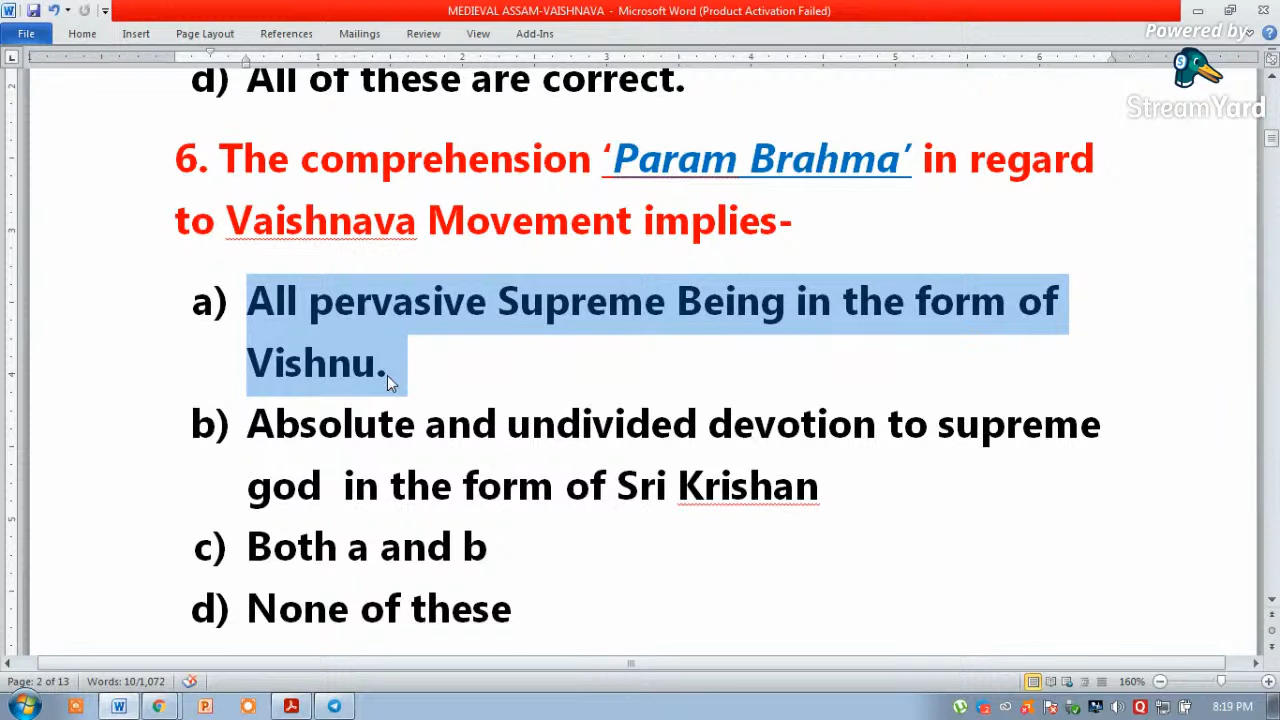 MEDIEVAL ASSAM-VAISHNAVA - Microsoft Word (Product Activation Failed)
File Home Insert Page Layout References Mailings Review View Add-Ins
Powered by
StreamYard
d) All of these are correct.
6. The comprehension ‘Param Brahma’ in regard
to Vaishnava Movement implies-
a) All pervasive Supreme Being in the form of
Vishnu.
b) Absolute and undivided devotion to supreme
god in the form of Sri Krishan
c) Both a and b
d) None of these
Page: 2 of 13 Words: 10/1,072 160%
8:19 PM